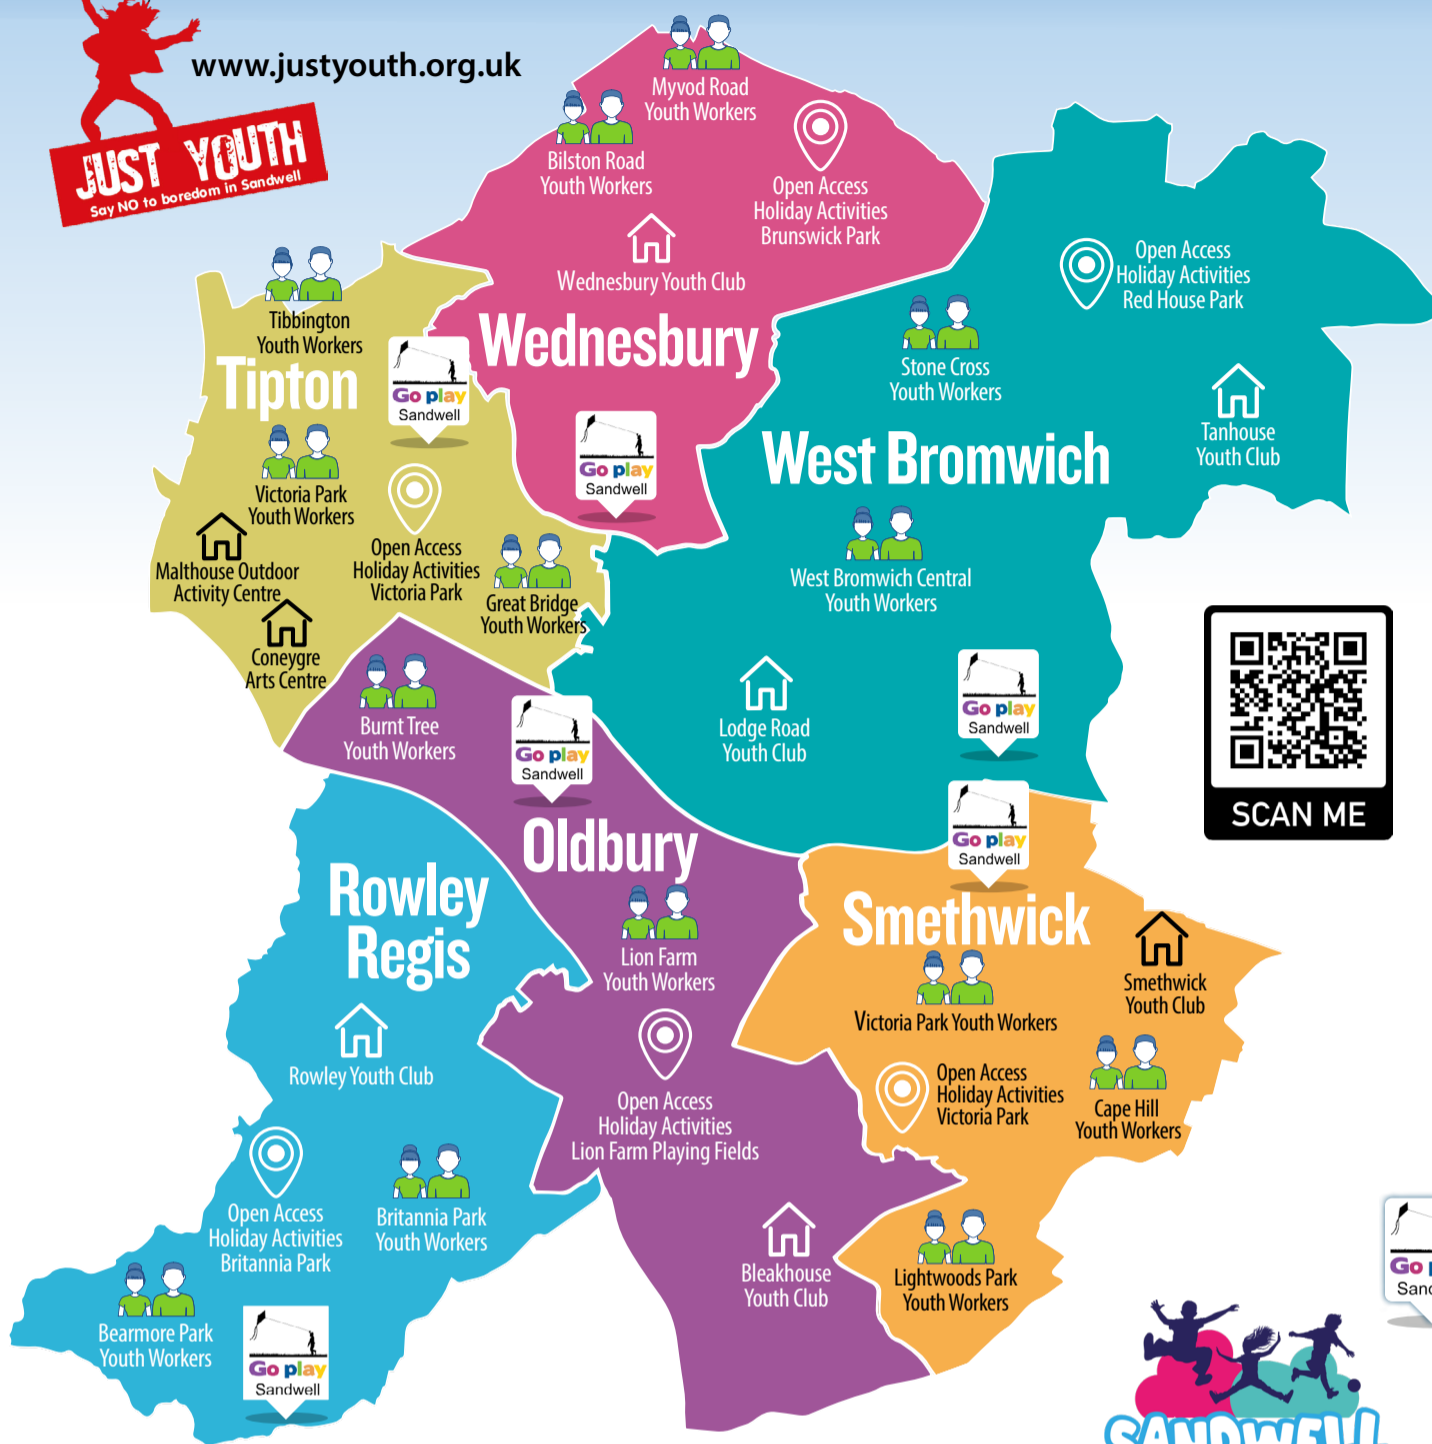 www.justyouth.org.uk
JUST YOUTH
Say NO to boredom in Sandwell
Myvod Road
Youth Workers
Bilston Road
Youth Workers
Open Access
Holiday Activities
Brunswick Park
Wednesbury Youth Club
Wednesbury
Go play
Sandwell
Tibbington
Youth Workers
Tipton
Go play
Sandwell
Victoria Park
Youth Workers
Malthouse Outdoor
Activity Centre
Open Access
Holiday Activities
Victoria Park
Great Bridge
Youth Workers
Coneygre
Arts Centre
Open Access
Holiday Activities
Red House Park
Stone Cross
Youth Workers
Tanhouse
Youth Club
West Bromwich
West Bromwich Central
Youth Workers
Lodge Road
Youth Club
Go play
Sandwell
SCAN ME
Burnt Tree
Youth Workers
Go play
Sandwell
Oldbury
Lion Farm
Youth Workers
Open Access
Holiday Activities
Lion Farm Playing Fields
Bleakhouse
Youth Club
Go play
Sandwell
Smethwick
Smethwick
Youth Club
Victoria Park Youth Workers
Open Access
Holiday Activities
Victoria Park
Cape Hill
Youth Workers
Lightwoods Park
Youth Workers
Rowley
Regis
Rowley Youth Club
Open Access
Holiday Activities
Britannia Park
Britannia Park
Youth Workers
Bearmore Park
Youth Workers
Go play
Sandwell
Go
SANDWELL